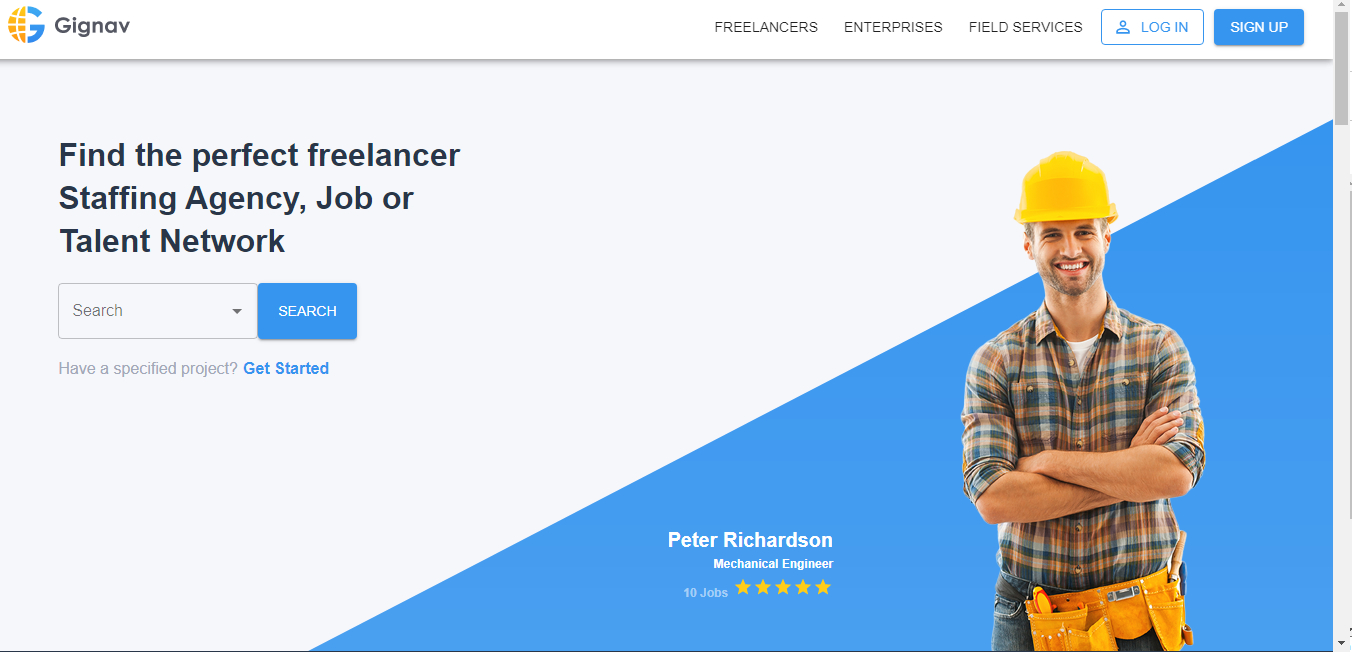 Gignav
FREELANCERS ENTERPRISES FIELD SERVICES LOG IN SIGN UP
Find the perfect freelancer
Staffing Agency, Job or
Talent Network
Search SEARCH
Have a specified project? Get Started
Peter Richardson
Mechanical Engineer
10 Jobs